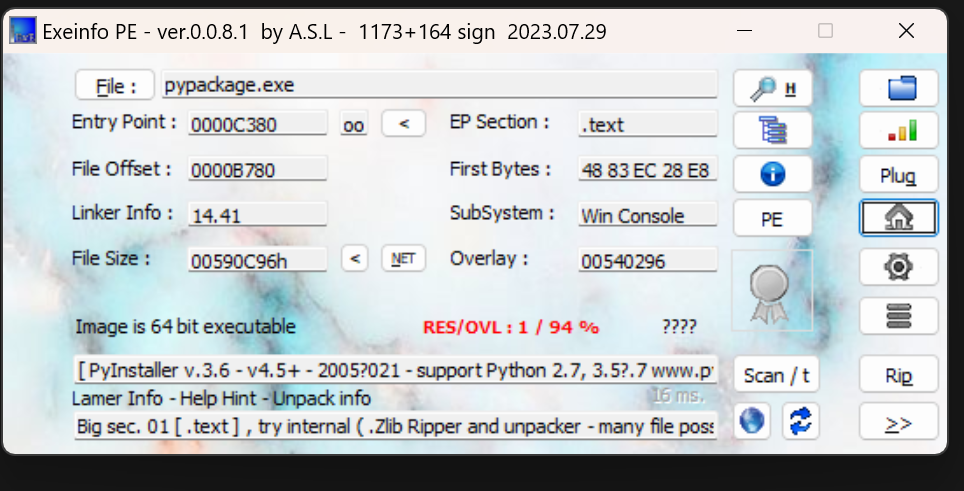 Exeinfo PE - ver.0.0.8.1 by A.S.L - 1173+164 sign 2023.07.29
File : pypackage.exe H
Entry Point : 0000C380 oo < EP Section : .text
File Offset : 0000B780 First Bytes : 48 83 EC 28 E8 Plug
Linker Info : 14.41 SubSystem : Win Console PE
File Size : 00590C96h < NET Overlay : 00540296
Image is 64 bit executable RES/OVL : 1 / 94 % ????
[ PyInstaller v.3.6 - v4.5+ - 2005?021 - support Python 2.7, 3.5?.7 www.p Scan / t Rip
Lamer Info - Help Hint - Unpack info 16 ms.
Big sec. 01 [ .text ] , try internal ( .Zlib Ripper and unpacker - many file poss >>